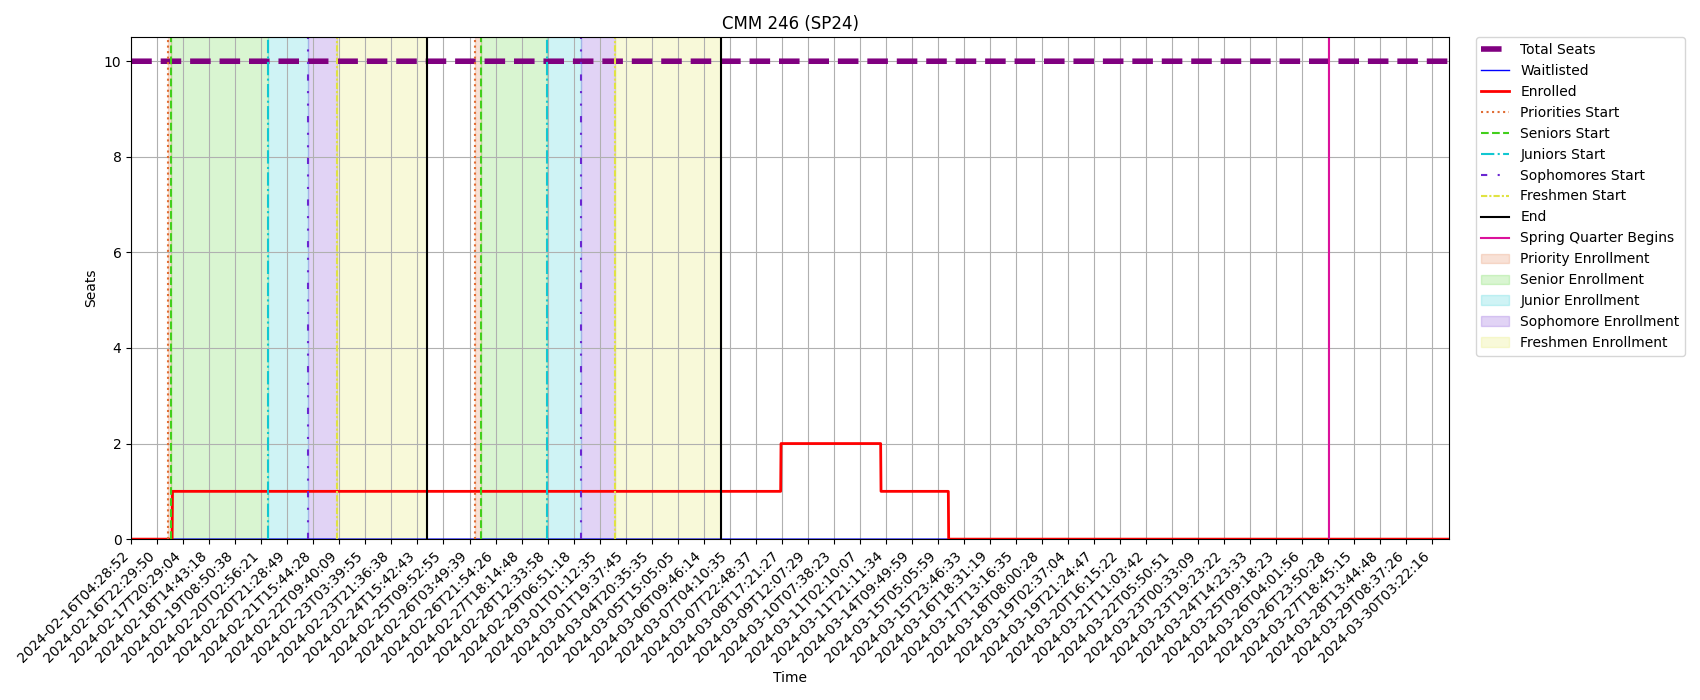 CMM 246 (SP24)
Seats
10
8
6
4
2
0
2024-02-16T04:28:52
2024-02-16T22:29:50
2024-02-17T20:29:04
2024-02-18T14:43:18
2024-02-19T08:50:38
2024-02-20T02:56:21
2024-02-20T21:28:49
2024-02-21T15:44:28
2024-02-22T09:40:09
2024-02-23T03:39:55
2024-02-23T21:36:38
2024-02-24T15:42:43
2024-02-25T09:52:55
2024-02-26T03:49:39
2024-02-26T21:54:26
2024-02-27T18:14:48
2024-02-28T12:33:58
2024-02-29T06:51:18
2024-03-01T01:12:35
2024-03-01T19:37:45
2024-03-04T20:35:35
2024-03-05T15:05:05
2024-03-06T09:46:14
2024-03-07T04:10:35
2024-03-07T22:48:37
2024-03-08T17:21:27
2024-03-09T12:07:29
2024-03-10T07:38:23
2024-03-11T02:10:07
2024-03-11T21:11:34
2024-03-14T09:49:59
2024-03-15T05:05:59
2024-03-15T23:46:33
2024-03-16T18:31:19
2024-03-17T13:16:35
2024-03-18T08:00:28
2024-03-19T02:37:04
2024-03-19T21:24:47
2024-03-20T16:15:22
2024-03-21T11:03:42
2024-03-22T05:50:51
2024-03-23T00:33:09
2024-03-23T19:23:22
2024-03-24T14:23:33
2024-03-25T09:18:23
2024-03-26T04:01:56
2024-03-26T23:50:28
2024-03-27T18:45:15
2024-03-28T13:44:48
2024-03-29T08:37:26
2024-03-30T03:22:16
Time
Total Seats
Waitlisted
Enrolled
Priorities Start
Seniors Start
Juniors Start
Sophomores Start
Freshmen Start
End
Spring Quarter Begins
Priority Enrollment
Senior Enrollment
Junior Enrollment
Sophomore Enrollment
Freshmen Enrollment